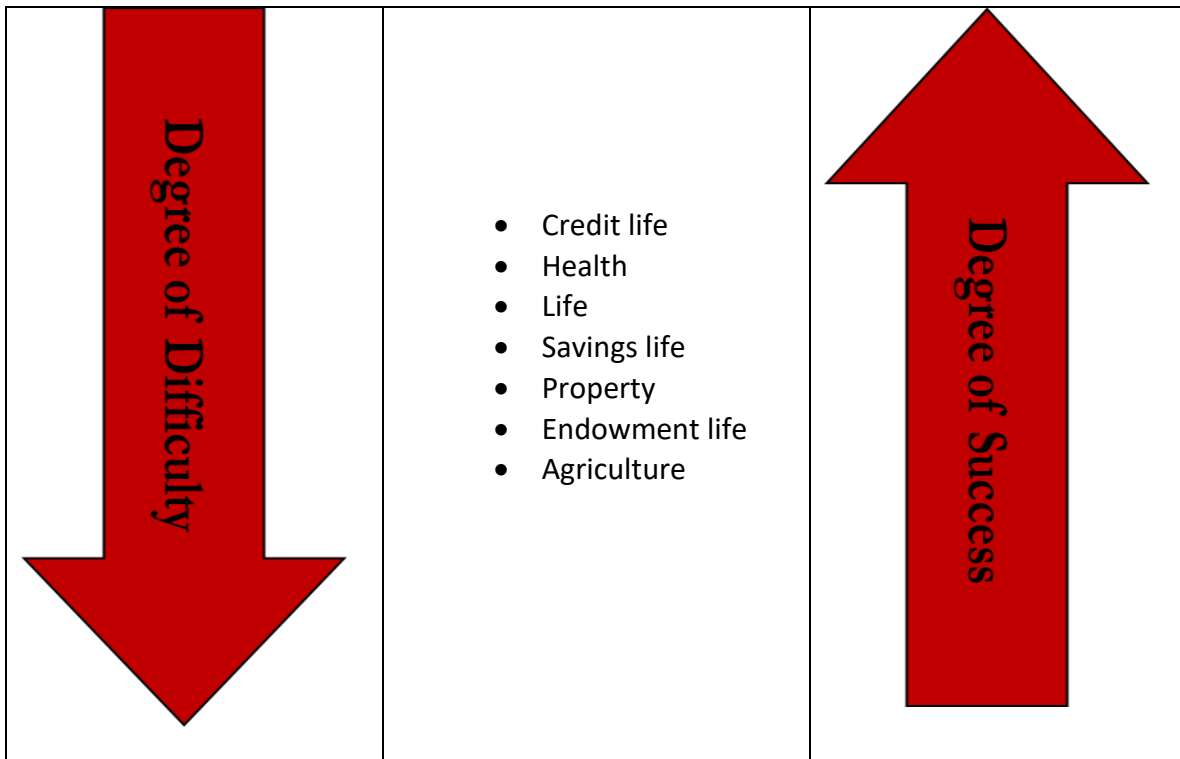 Degree of Difficulty
• Credit life
• Health
• Life
• Savings life
• Property
• Endowment life
• Agriculture
Degree of Success